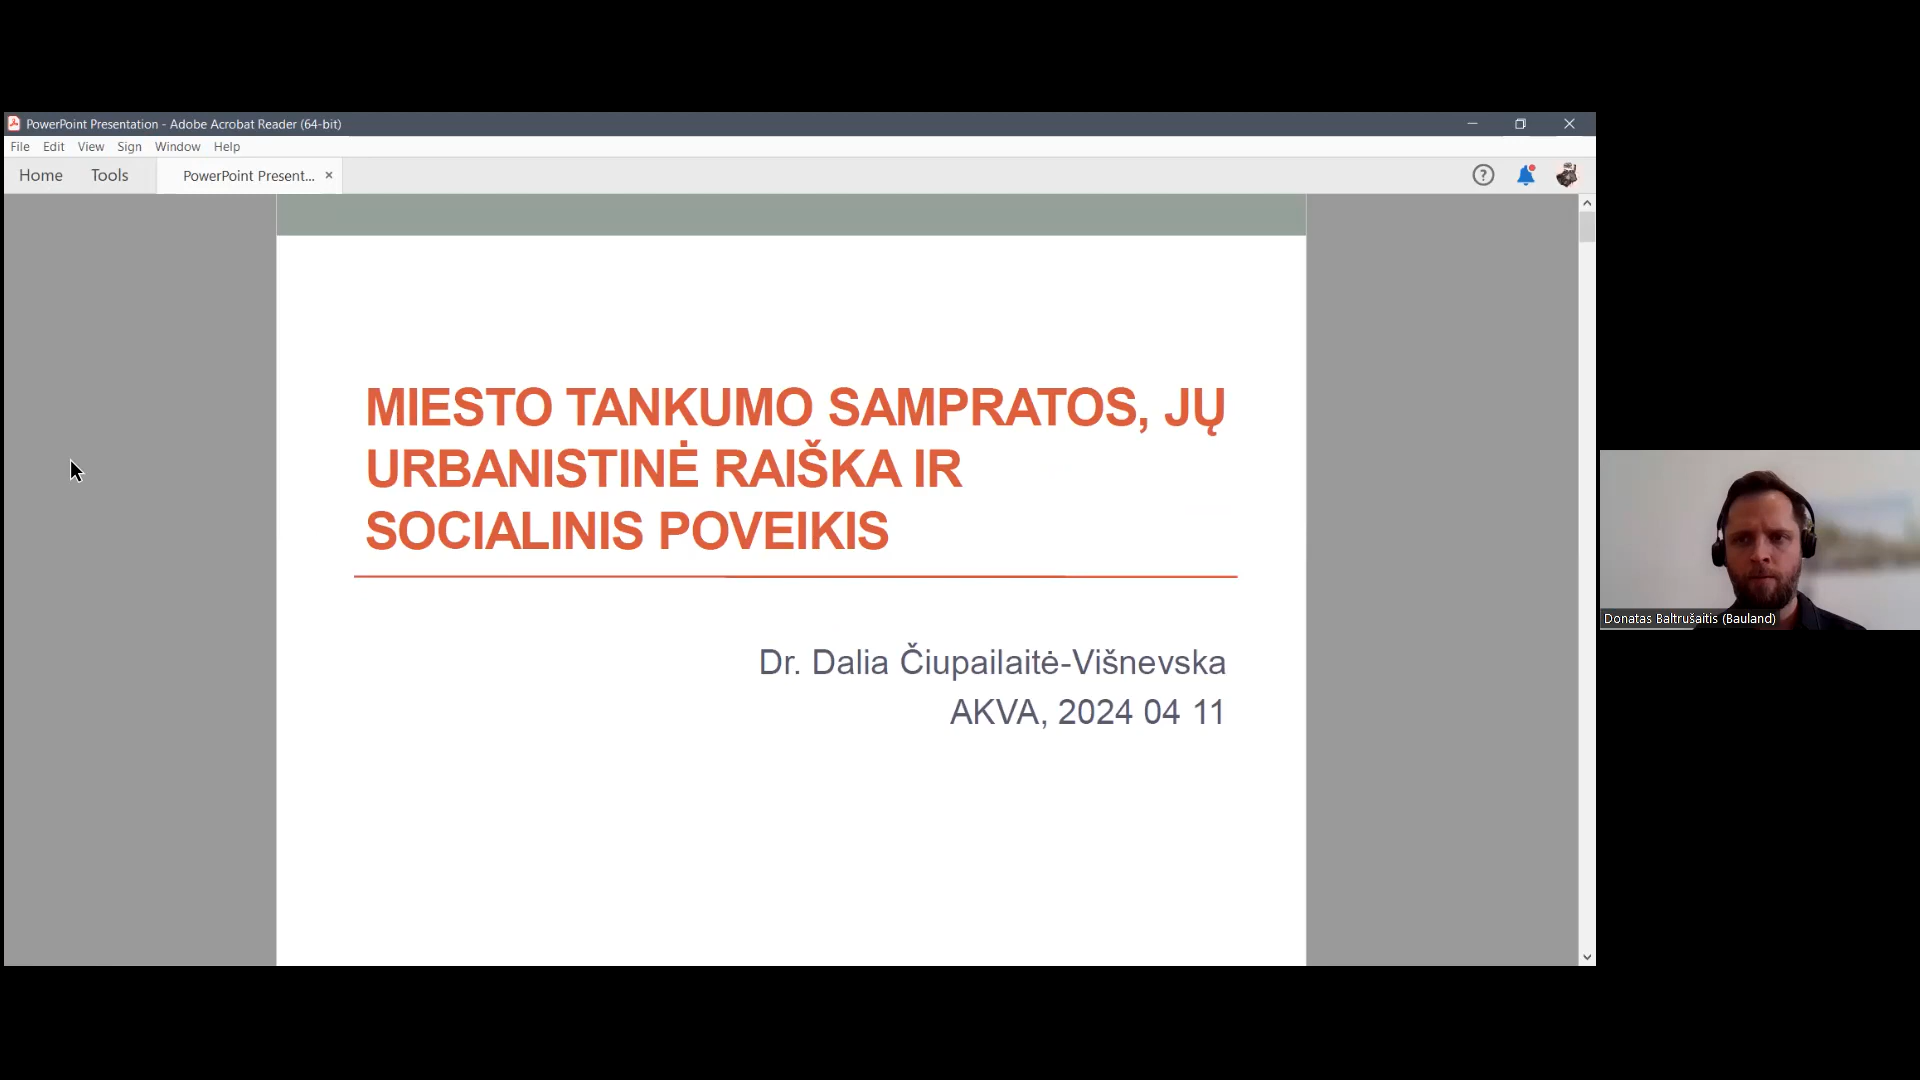 PowerPoint Presentation - Adobe Acrobat Reader (64-bit)
File Edit View Sign Window Help
Home Tools PowerPoint Present... ×
MIESTO TANKUMO SAMPRATOS, JŲ
URBANISTINĖ RAIŠKA IR
SOCIALINIS POVEIKIS
Dr. Dalia Čiupailaitė-Višnevska
AKVA, 2024 04 11
Donatas Baltrušaitis (Bauland)